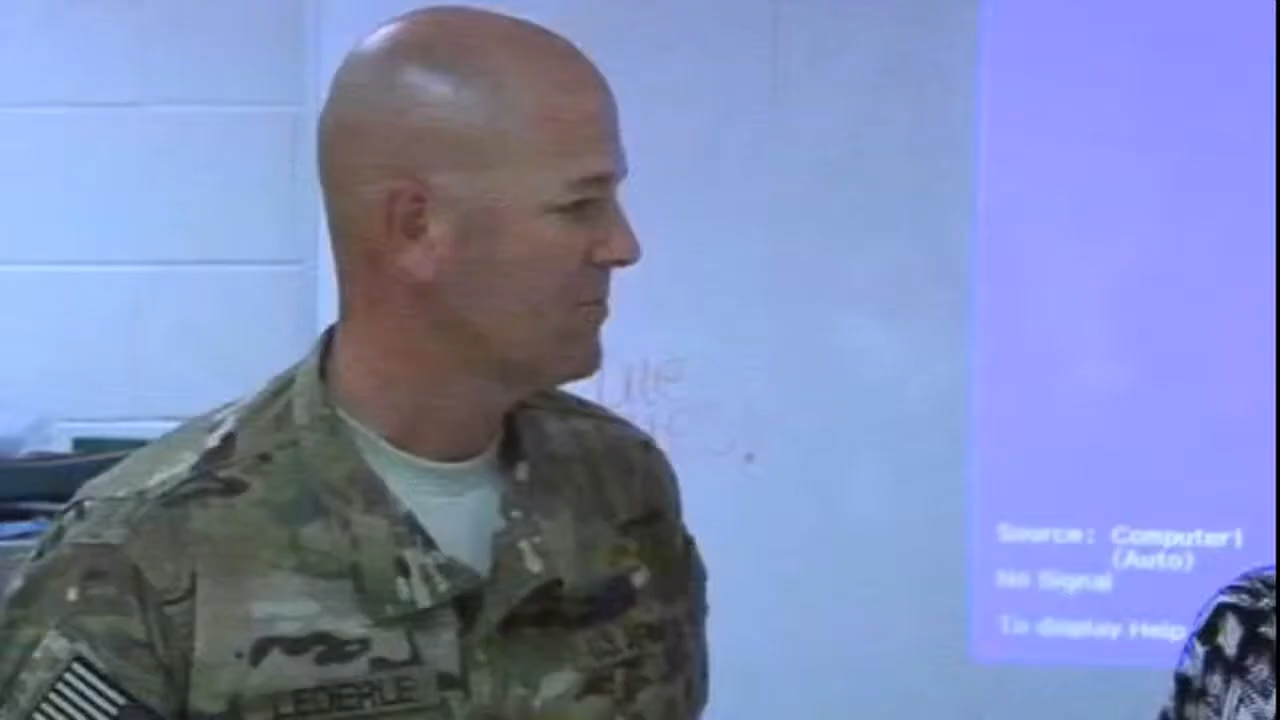 Source: Computer1
(Auto)
No Signal
To display Help
LEDERLE